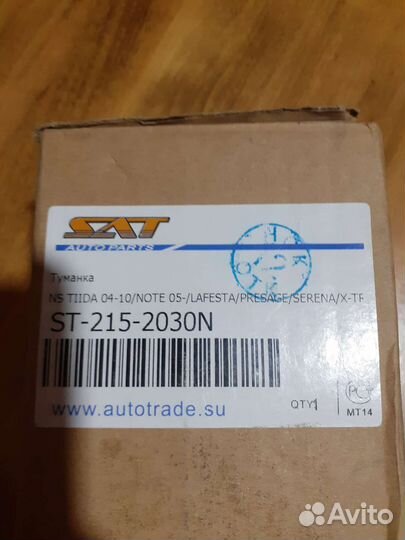 SAT
AUTO PARTS
Туманка
NS TIIDA 04-10/NOTE 05-/LAFESTA/PRESAGE/SERENA/X-TR
ST-215-2030N
www.autotrade.su
QTY1
MT14
Avito